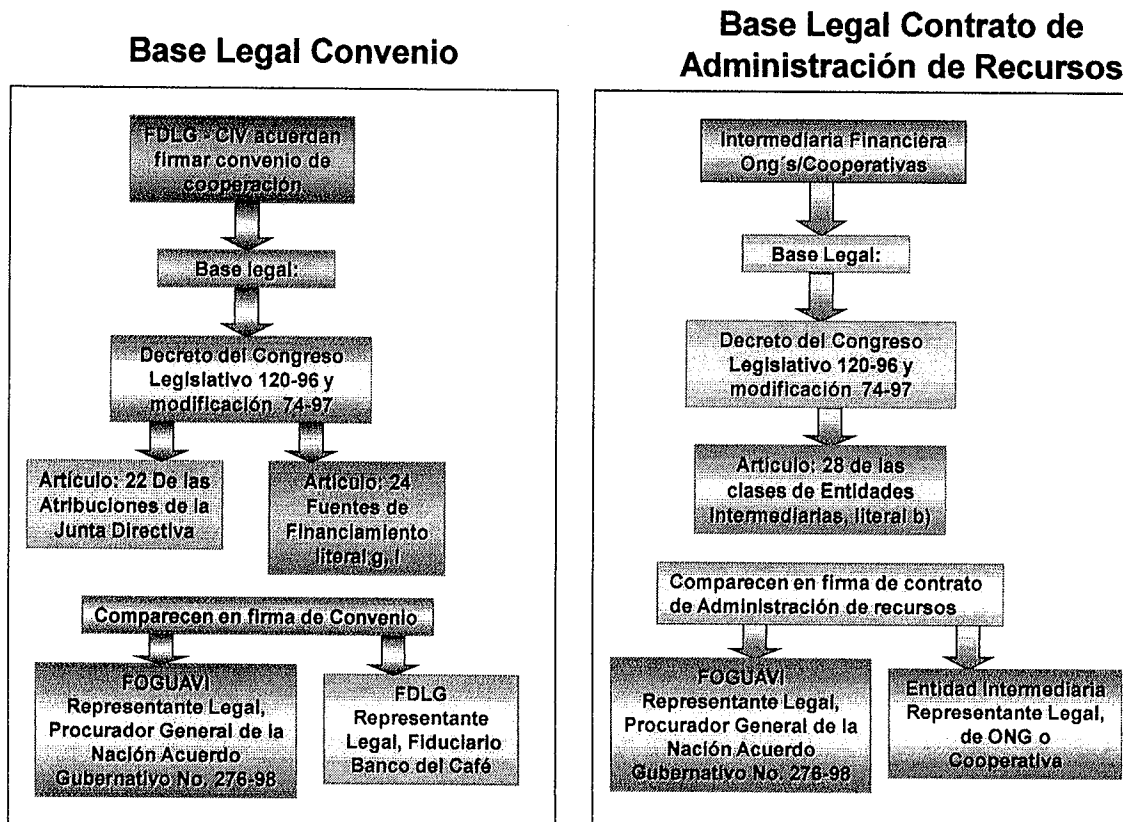 Base Legal Convenio
FDLG - CIV acuerdan
firmar convenio de
cooperación
Base legal:
Decreto del Congreso
Legislativo 120-96 y
modificación 74-97
Artículo: 22 De las
Atribuciones de la
Junta Directiva
Artículo: 24
Fuentes de
Financiamiento
literal g, i
Comparecen en firma de Convenio
FOGUAVI
Representante Legal,
Procurador General de la
Nación Acuerdo
Gubernativo No. 276-98
FDLG
Representante
Legal, Fiduciario
Banco del Café
Base Legal Contrato de
Administración de Recursos
Intermediaria Financiera
Ong´s/Cooperativas
Base Legal:
Decreto del Congreso
Legislativo 120-96 y
modificación 74-97
Artículo: 28 de las
clases de Entidades
Intermediarias, literal b)
Comparecen en firma de contrato
de Administración de recursos
FOGUAVI
Representante Legal,
Procurador General de la
Nación Acuerdo
Gubernativo No. 276-98
Entidad Intermediaria
Representante Legal,
de ONG o
Cooperativa